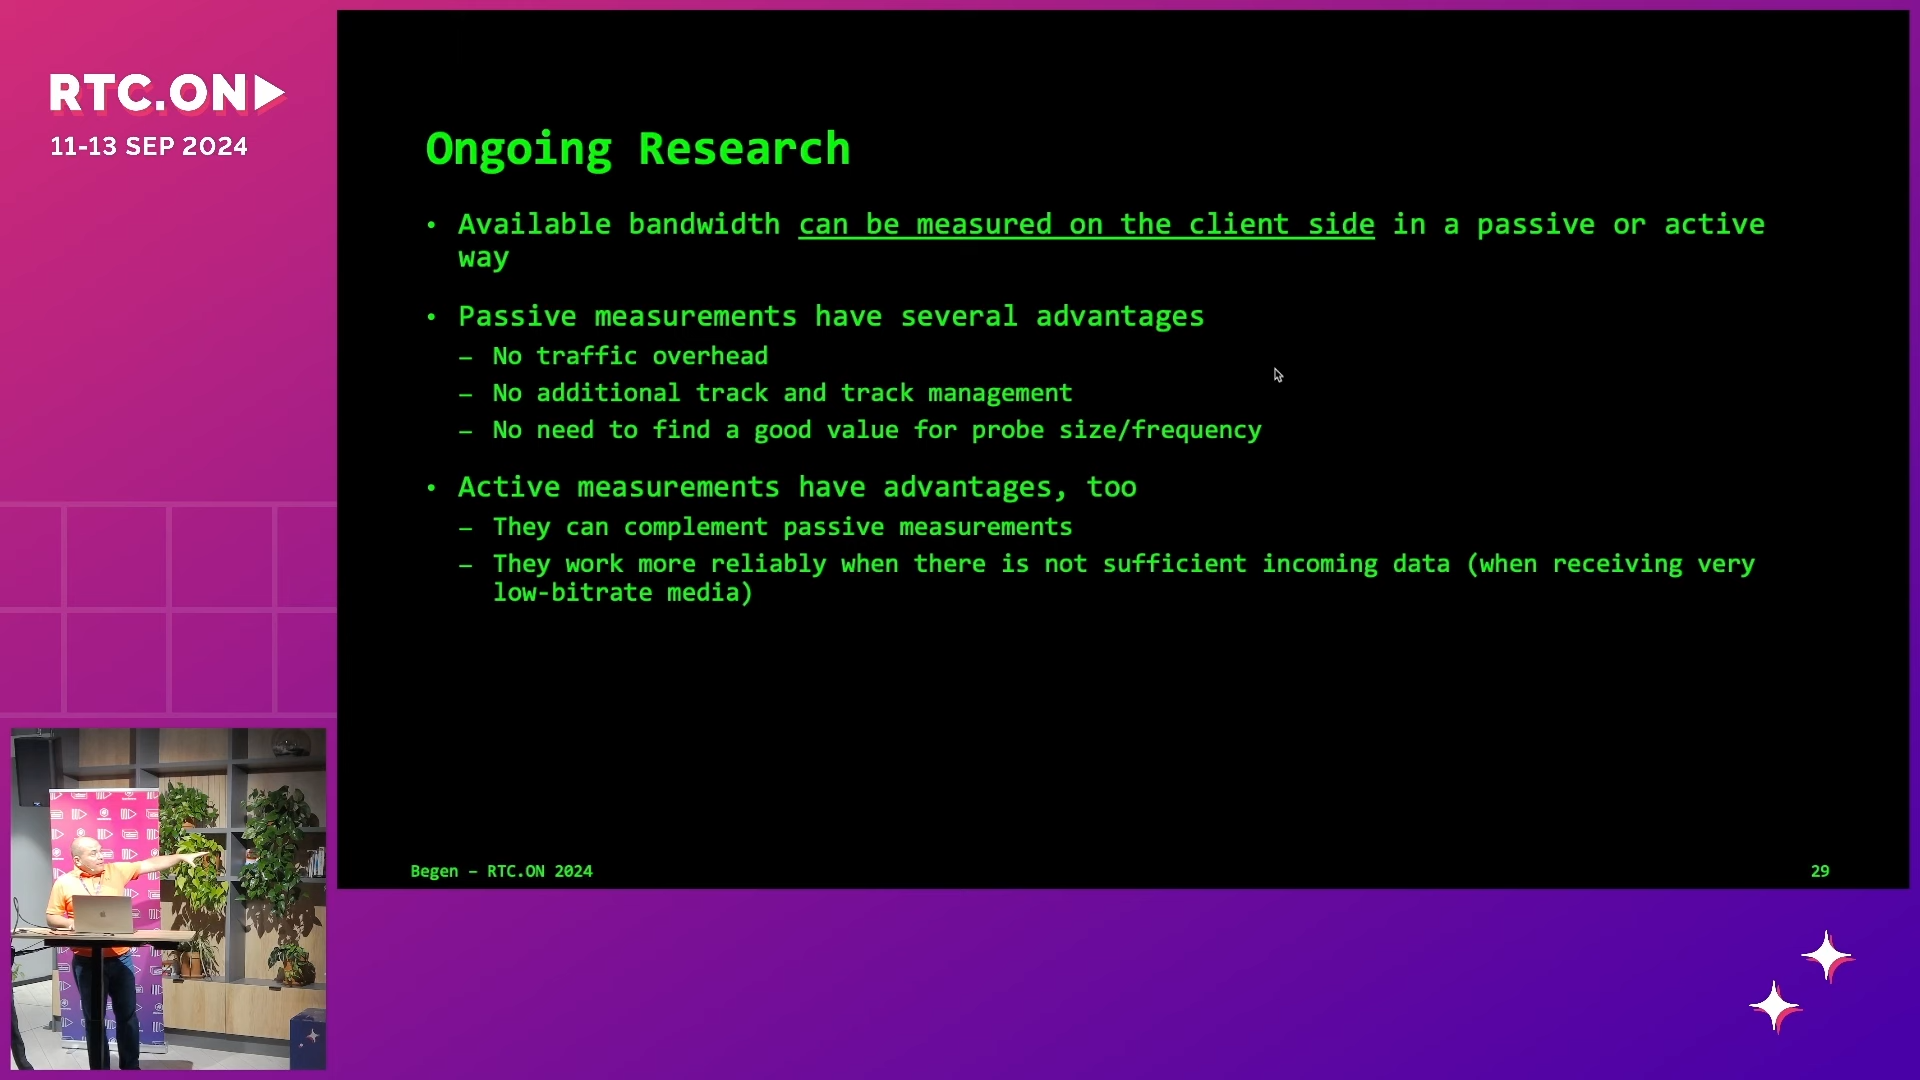 RTC.ON
11-13 SEP 2024
Ongoing Research
• Available bandwidth can be measured on the client side in a passive or active
way
• Passive measurements have several advantages
– No traffic overhead
– No additional track and track management
– No need to find a good value for probe size/frequency
• Active measurements have advantages, too
– They can complement passive measurements
– They work more reliably when there is not sufficient incoming data (when receiving very
low-bitrate media)
Begen – RTC.ON 2024
29